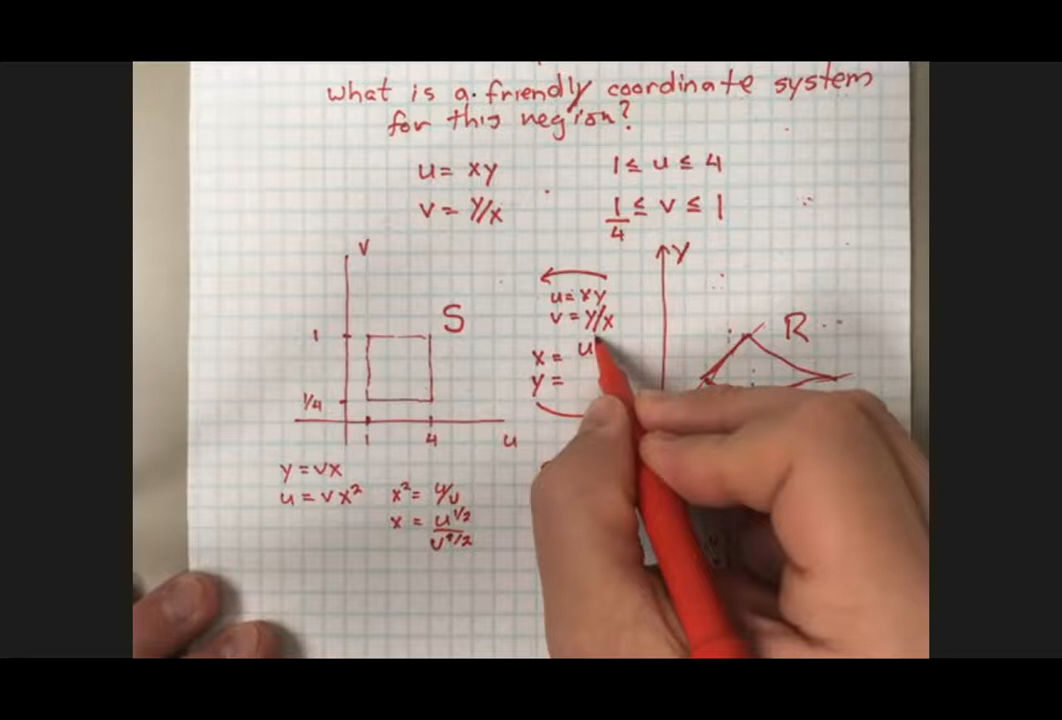 what is a friendly coordinate system
for this region?
u = xy
1 ≤ u ≤ 4
v = y/x
1/4 ≤ v ≤ 1
v
y
u = xy
v = y/x
S
R
1
x = u
y =
1/4
1
4
u
y = vx
u = vx² x² = u/v
x = u^1/2 / v^1/2